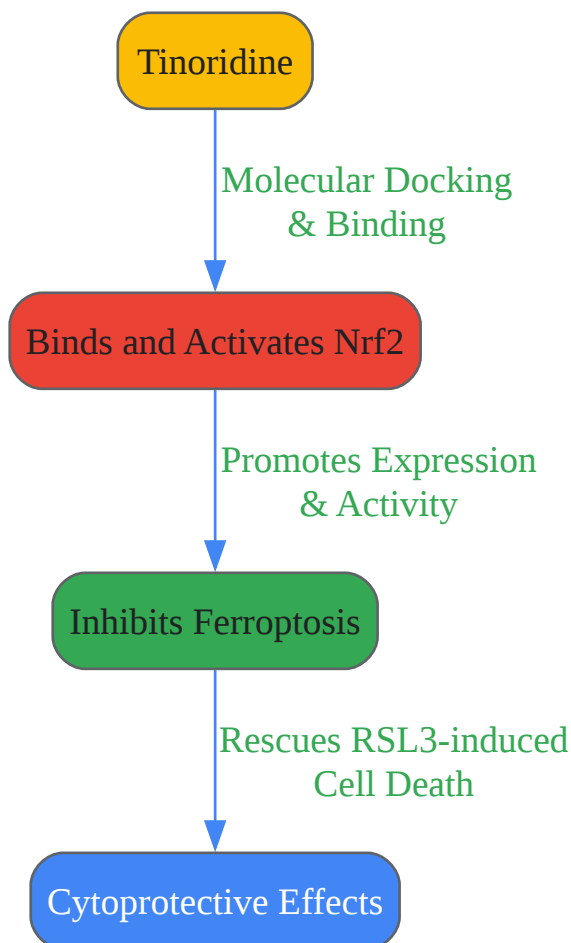 Tinoridine
Molecular Docking
& Binding
Binds and Activates Nrf2
Promotes Expression
& Activity
Inhibits Ferroptosis
Rescues RSL3-induced
Cell Death
Cytoprotective Effects